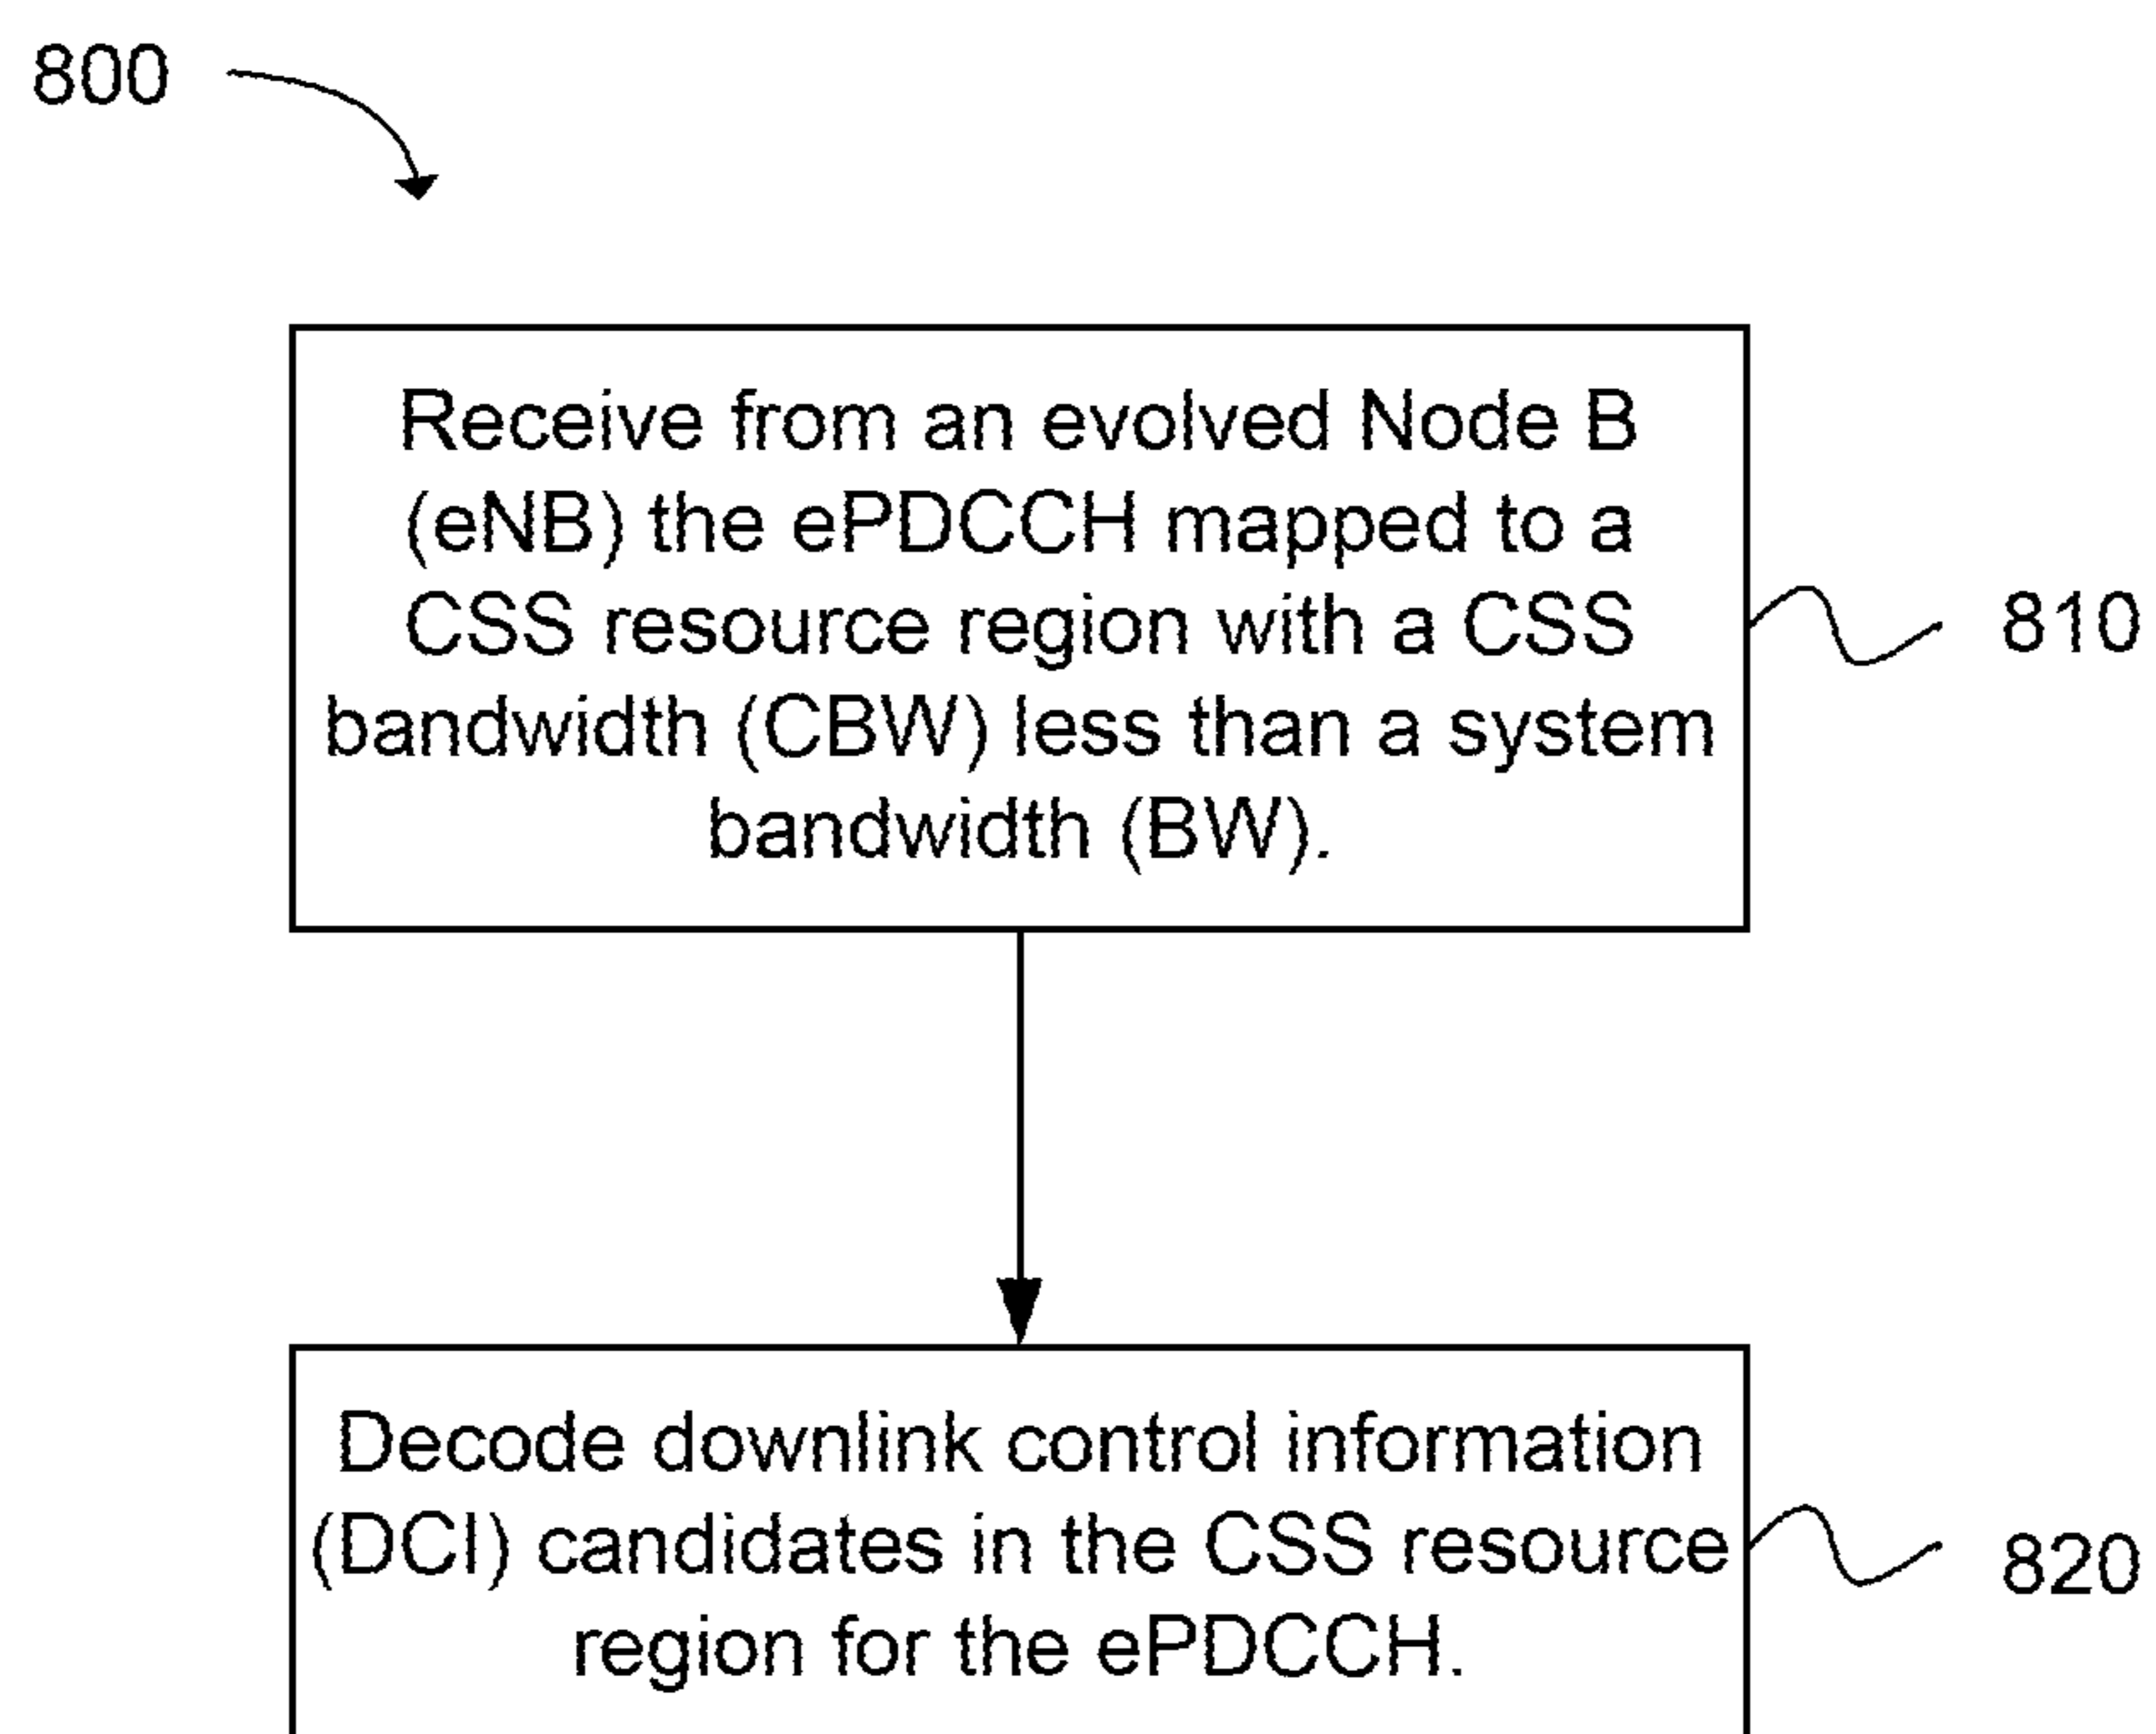 800
Receive from an evolved Node B
(eNB) the ePDCCH mapped to a
CSS resource region with a CSS
bandwidth (CBW) less than a system
bandwidth (BW).
810
Decode downlink control information
(DCI) candidates in the CSS resource
region for the ePDCCH.
820